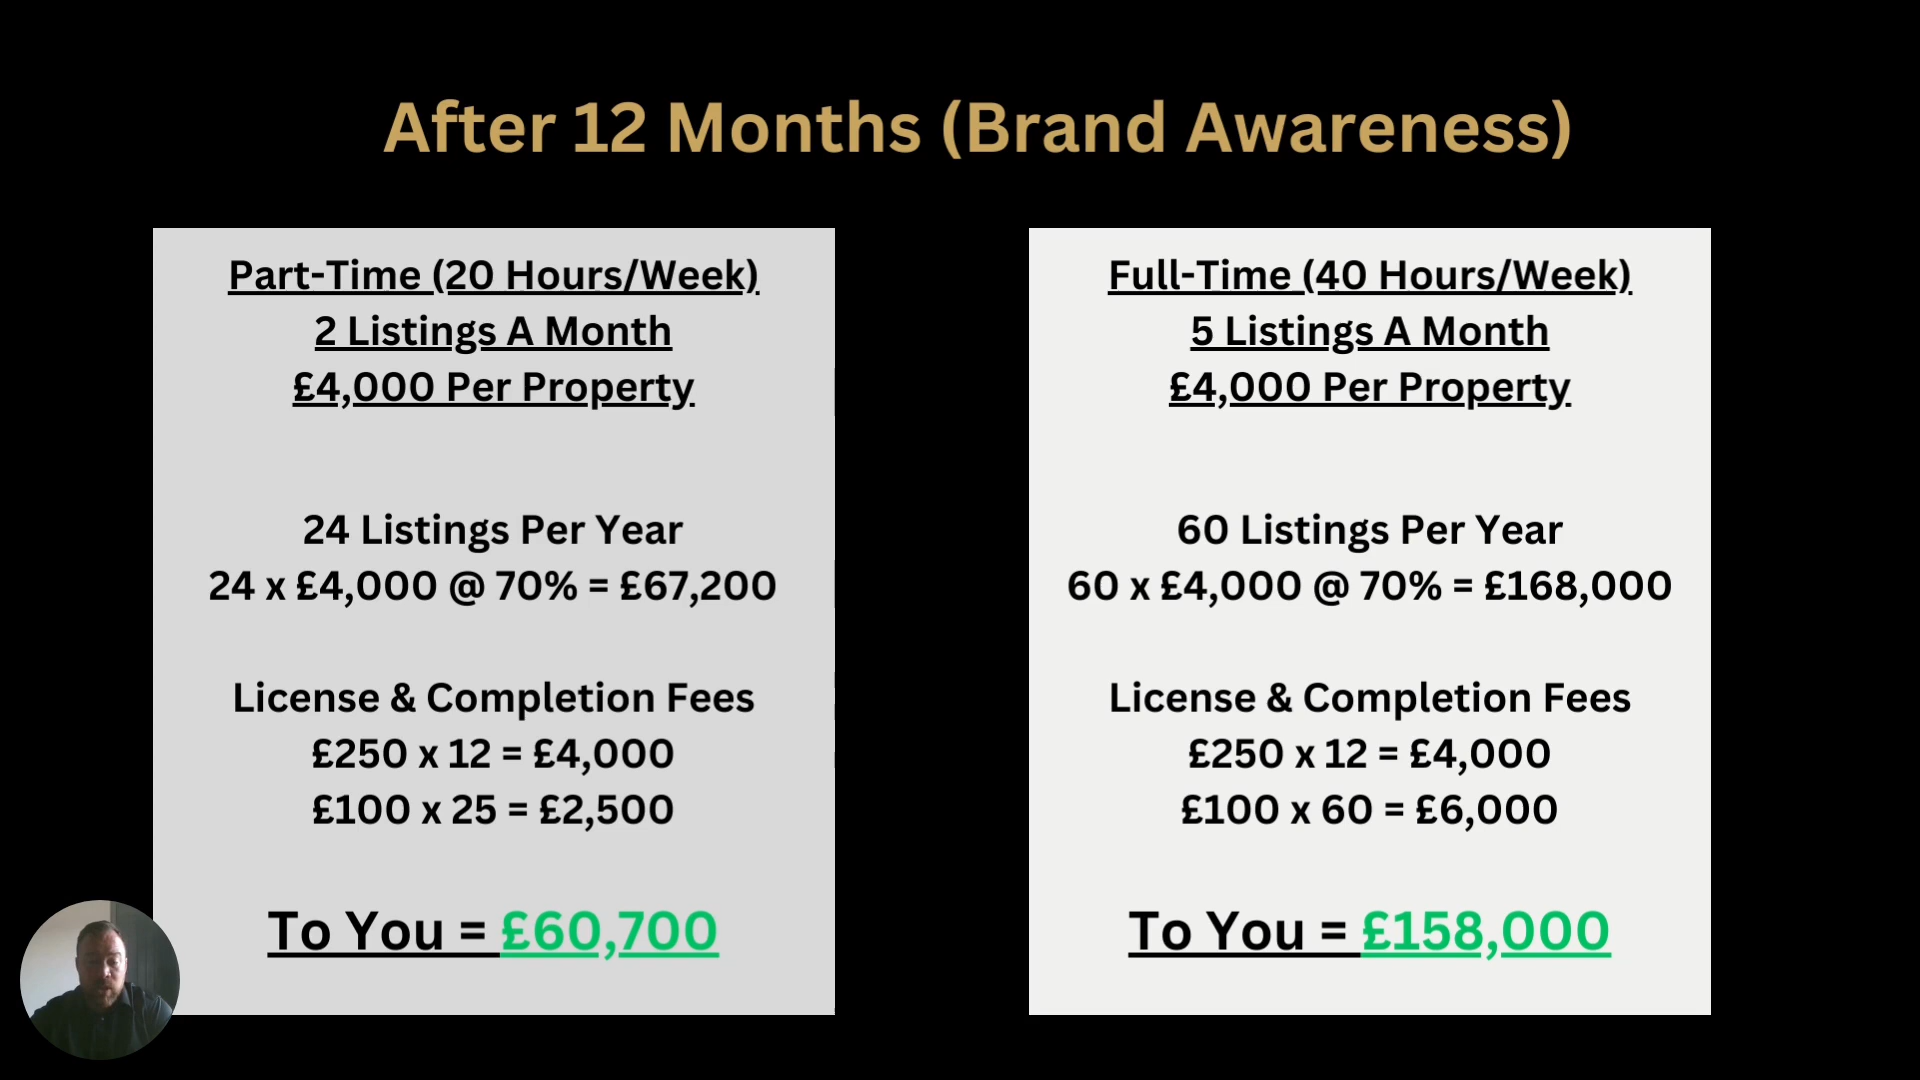 After 12 Months (Brand Awareness)
Part-Time (20 Hours/Week)
2 Listings A Month
£4,000 Per Property
24 Listings Per Year
24 x £4,000 @ 70% = £67,200
License & Completion Fees
£250 x 12 = £4,000
£100 x 25 = £2,500
To You = £60,700
Full-Time (40 Hours/Week)
5 Listings A Month
£4,000 Per Property
60 Listings Per Year
60 x £4,000 @ 70% = £168,000
License & Completion Fees
£250 x 12 = £4,000
£100 x 60 = £6,000
To You = £158,000